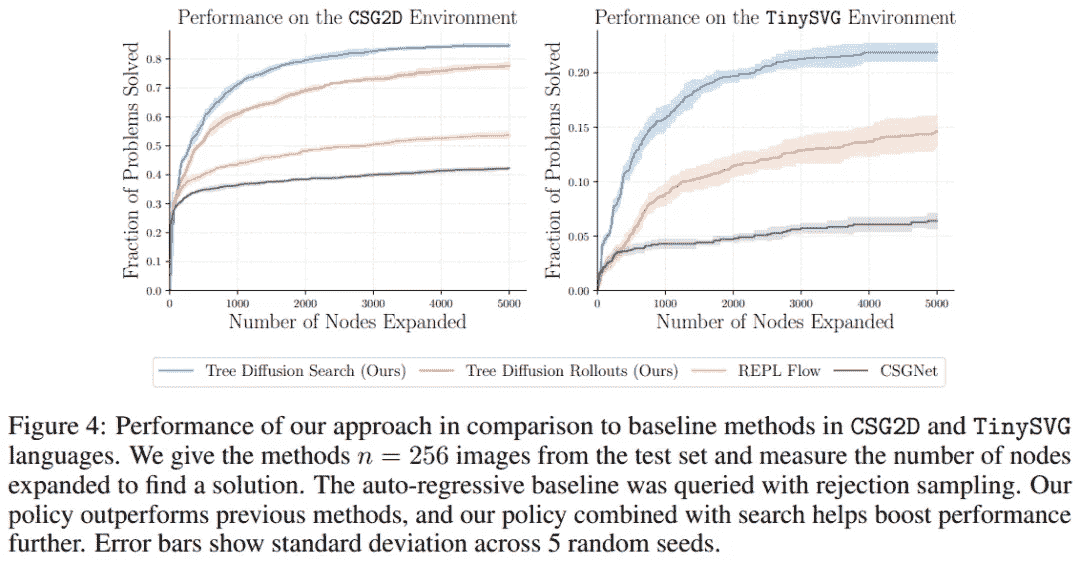 Performance on the CSG2D Environment
Performance on the TinySVG Environment
Fraction of Problems Solved
0.8
0.7
0.6
0.5
0.4
0.3
0.2
0.1
0.0
0
1000
2000
3000
4000
5000
Number of Nodes Expanded
Fraction of Problems Solved
0.20
0.15
0.10
0.05
0.00
0
1000
2000
3000
4000
5000
Number of Nodes Expanded
Tree Diffusion Search (Ours)
Tree Diffusion Rollouts (Ours)
REPL Flow
CSGNet
Figure 4: Performance of our approach in comparison to baseline methods in CSG2D and TinySVG
languages. We give the methods n = 256 images from the test set and measure the number of nodes
expanded to find a solution. The auto-regressive baseline was queried with rejection sampling. Our
policy outperforms previous methods, and our policy combined with search helps boost performance
further. Error bars show standard deviation across 5 random seeds.